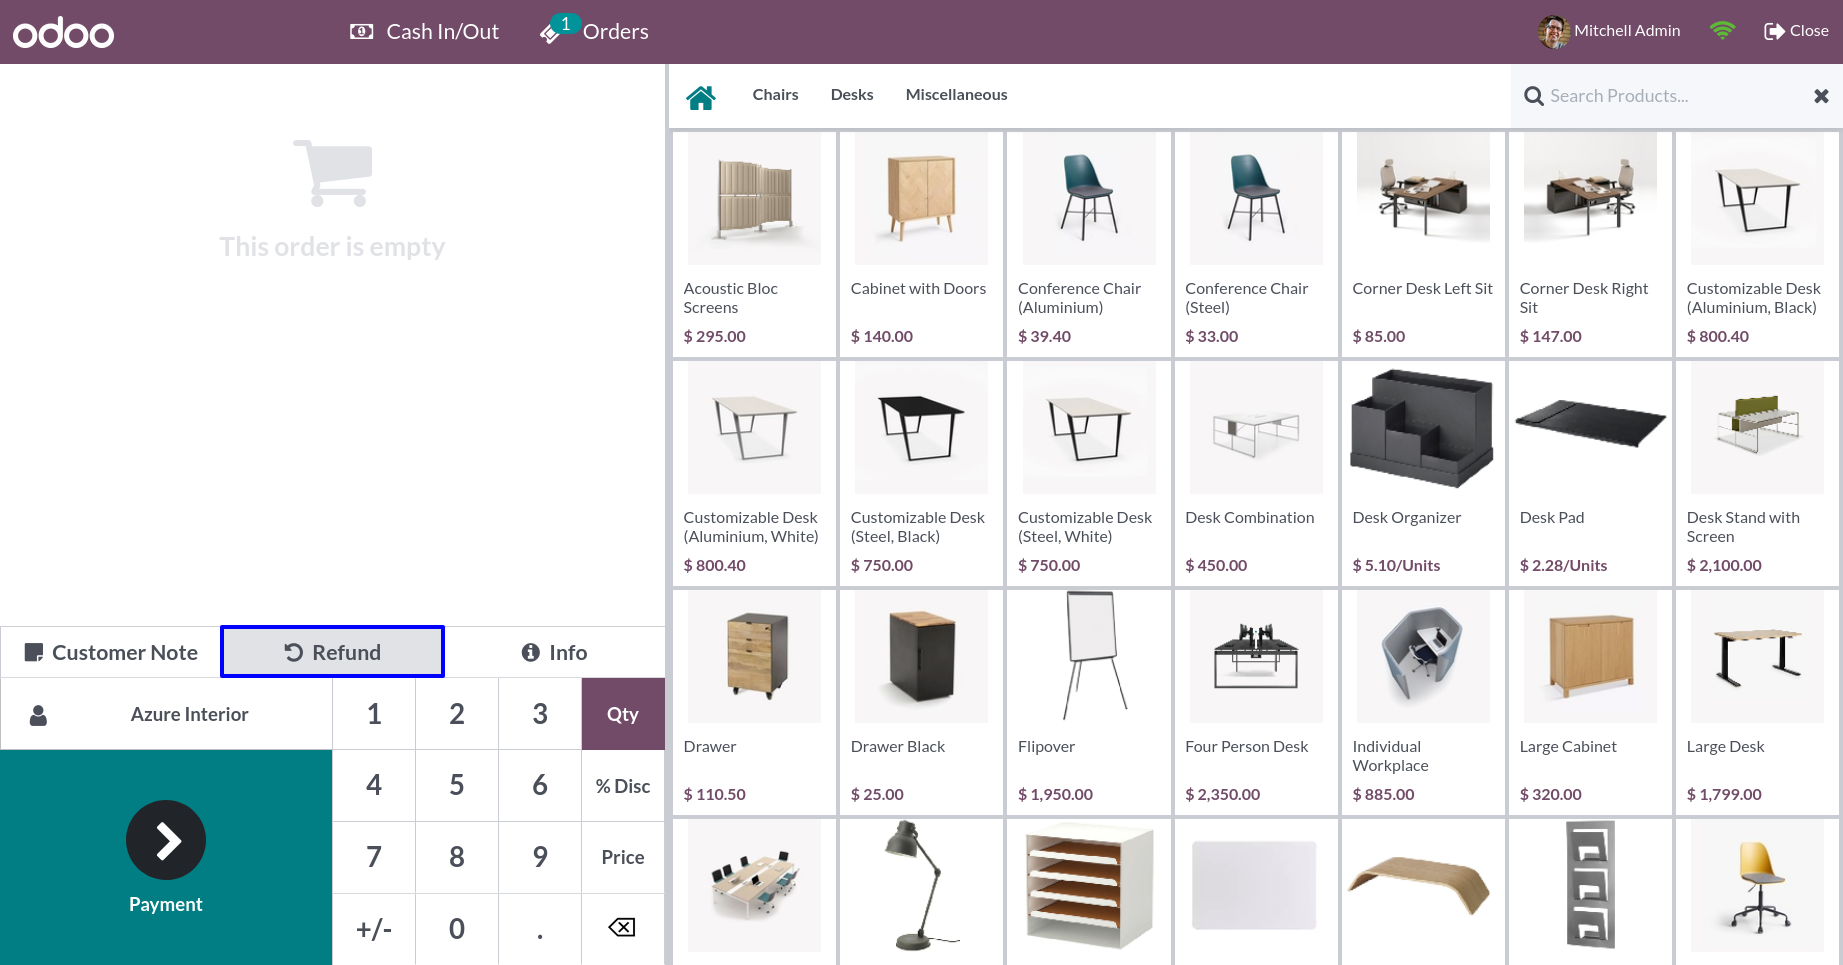 odoo
Cash In/Out
1
Orders
Mitchell Admin
Close
This order is empty
Chairs
Desks
Miscellaneous
Search Products...
Acoustic Bloc
Screens
$ 295.00
Cabinet with Doors
$ 140.00
Conference Chair
(Aluminium)
$ 39.40
Conference Chair
(Steel)
$ 33.00
Corner Desk Left Sit
$ 85.00
Corner Desk Right
Sit
$ 147.00
Customizable Desk
(Aluminium, Black)
$ 800.40
Customizable Desk
(Aluminium, White)
$ 800.40
Customizable Desk
(Steel, Black)
$ 750.00
Customizable Desk
(Steel, White)
$ 750.00
Desk Combination
$ 450.00
Desk Organizer
$ 5.10/Units
Desk Pad
$ 2.28/Units
Desk Stand with
Screen
$ 2,100.00
Drawer
$ 110.50
Drawer Black
$ 25.00
Flipover
$ 1,950.00
Four Person Desk
$ 2,350.00
Individual
Workplace
$ 885.00
Large Cabinet
$ 320.00
Large Desk
$ 1,799.00
Customer Note
Refund
Info
Azure Interior
1
2
3
Qty
4
5
6
% Disc
7
8
9
Price
+/-
0
.
Payment